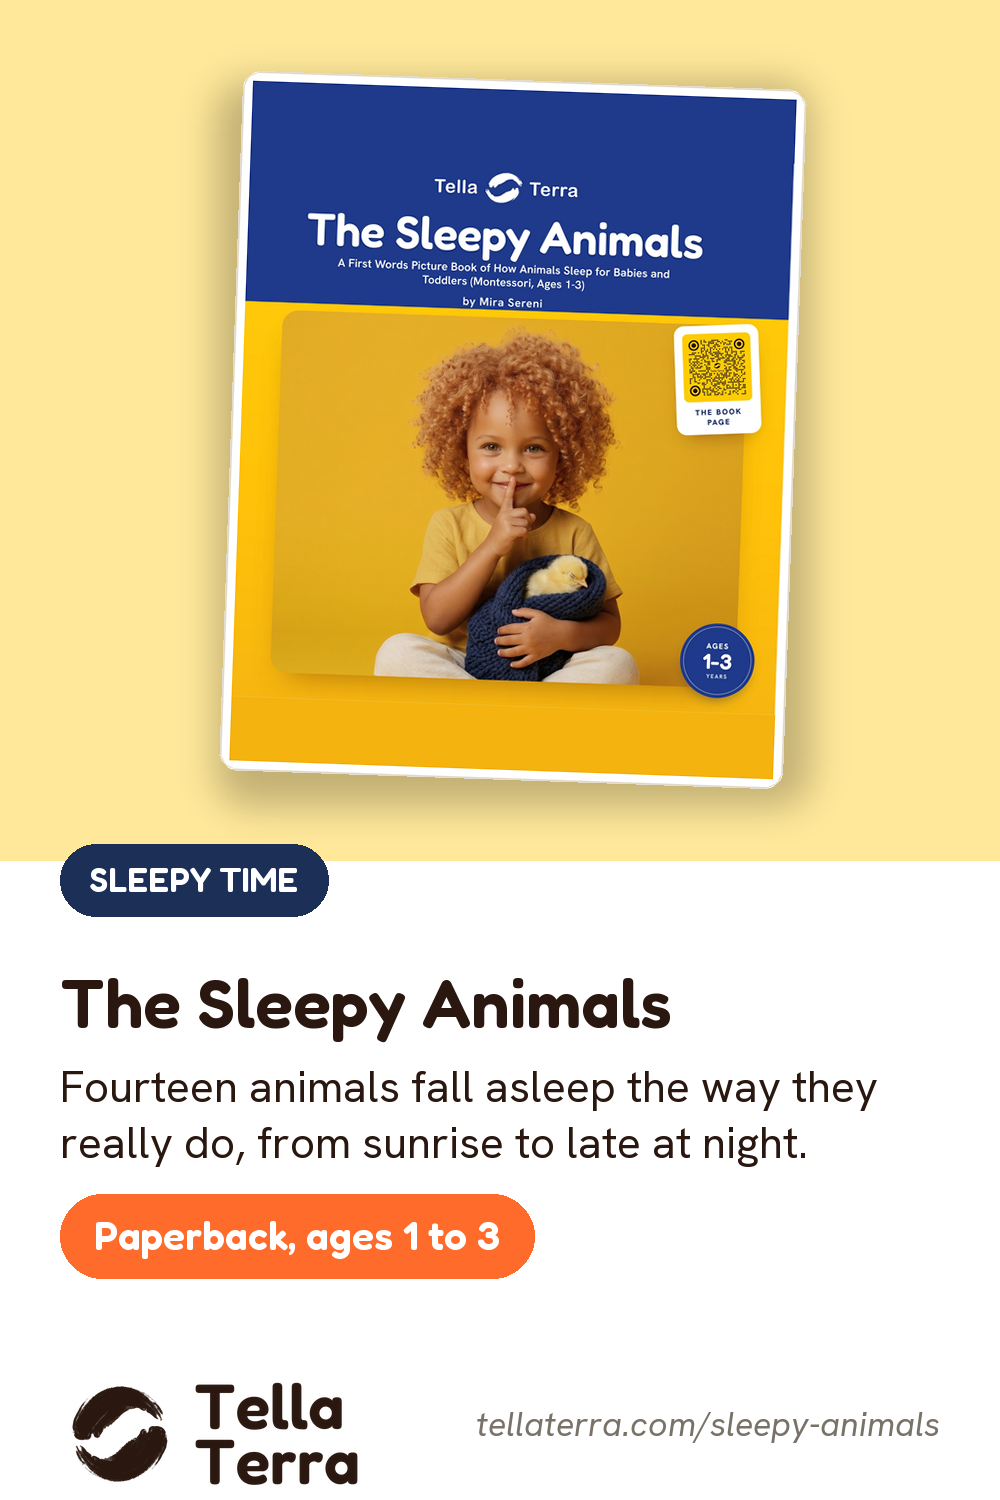 Tella Terra
The Sleepy Animals
A First Words Picture Book of How Animals Sleep for Babies and
Toddlers (Montessori, Ages 1-3)
by Mira Sereni
THE BOOK
PAGE
AGES
1-3
YEARS
SLEEPY TIME
The Sleepy Animals
Fourteen animals fall asleep the way they
really do, from sunrise to late at night.
Paperback, ages 1 to 3
Tella
Terra
tellaterra.com/sleepy-animals